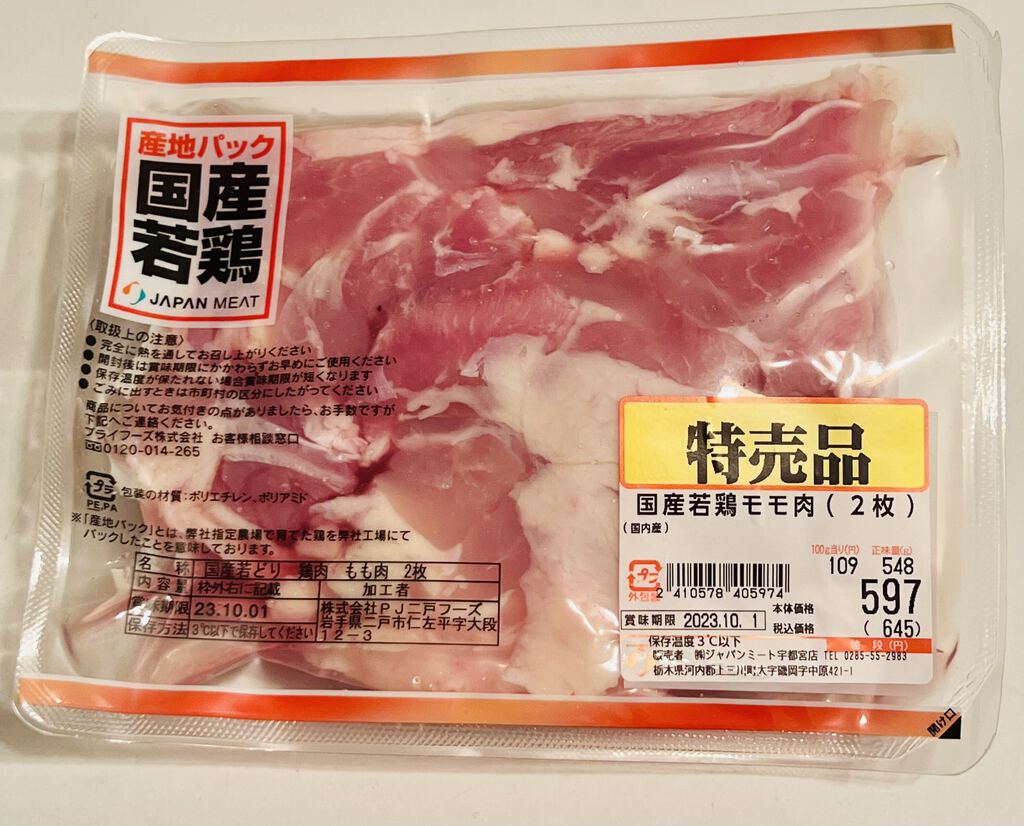 産地パック
国産
若鶏
JAPAN MEAT
〈取扱上の注意〉
● 完全に熱を通してお召し上がりください
● 開封後は賞味期限にかかわらずお早めにご使用ください
● 保存温度が保たれない場合賞味期限が短くなります
● ごみに出すときは市町村の区分にしたがってください
商品についてお気付きの点がありましたら、お手数ですが
下記へご連絡ください。
プライフーズ株式会社 お客様相談窓口
0120-014-265
プラ 包装の材質:ポリエチレン、ポリアミド
PE,PA
※「産地パック」とは、弊社指定農場で育てた鶏を弊社工場にて
パックしたことを意味しております。
名 称 国産若どり 鶏肉 もも肉 2枚
内容量 枠外右に記載 加工者
賞味期限 23.10.01 株式会社PJ二戸フーズ
保存方法 3℃以下で保存してください 岩手県二戸市仁左平字大段
12-3
特売品
国産若鶏モモ肉(2枚)
(国内産)
100g当り(円) 正味量(g)
109 548
プラ
外包装
2 410578 405974
本体価格 597
賞味期限 2023.10. 1
税込価格 (645)
保存温度3℃以下 値 段(円)
販売者 ㈱ジャパンミート宇都宮店 TEL 0285-55-2983
栃木県河内郡上三川町大字磯岡字中原421-1
開け口